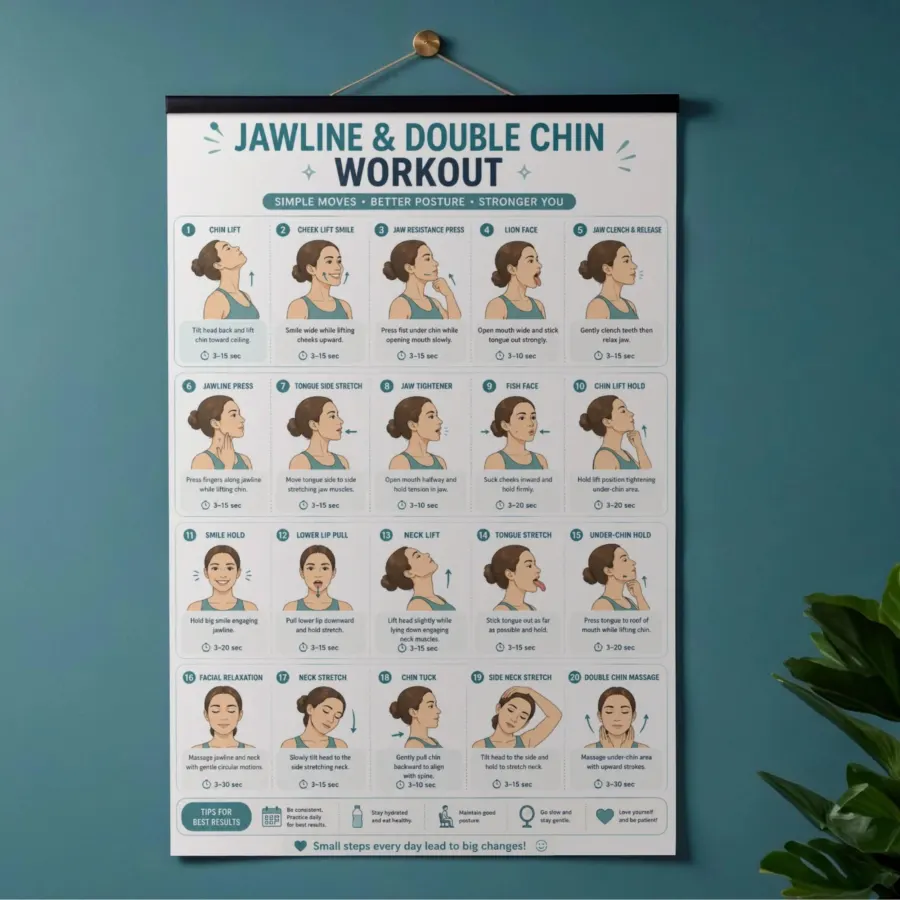 JAWLINE & DOUBLE CHIN
WORKOUT
SIMPLE MOVES • BETTER POSTURE • STRONGER YOU
1 CHIN LIFT
Tilt head back and lift
chin toward ceiling.
3–15 sec
2 CHEEK LIFT SMILE
Smile wide while lifting
cheeks upward.
3–15 sec
3 JAW RESISTANCE PRESS
Press fist under chin while
opening mouth slowly.
3–15 sec
4 LION FACE
Open mouth wide and stick
tongue out strongly.
3–10 sec
5 JAW CLENCH & RELEASE
Gently clench teeth then
relax jaw.
3–15 sec
6 JAWLINE PRESS
Press fingers along jawline
while lifting chin.
3–15 sec
7 TONGUE SIDE STRETCH
Move tongue side to side
stretching jaw muscles.
3–15 sec
8 JAW TIGHTENER
Open mouth halfway and
hold tension in jaw.
3–10 sec
9 FISH FACE
Suck cheeks inward and
hold firmly.
3–20 sec
10 CHIN LIFT HOLD
Hold lift position tightening
under-chin area.
3–20 sec
11 SMILE HOLD
Hold big smile engaging
jawline.
3–20 sec
12 LOWER LIP PULL
Pull lower lip downward
and hold stretch.
3–15 sec
13 NECK LIFT
Lift head slightly while
lying down engaging
neck muscles.
3–15 sec
14 TONGUE STRETCH
Stick tongue out as far
as possible and hold.
3–15 sec
15 UNDER-CHIN HOLD
Press tongue to roof of
mouth while lifting chin.
3–20 sec
16 FACIAL RELAXATION
Massage jawline and neck
with gentle circular motions.
3–30 sec
17 NECK STRETCH
Slowly tilt head to the
side stretching neck.
3–15 sec
18 CHIN TUCK
Gently pull chin
backward to align
with spine.
3–10 sec
19 SIDE NECK STRETCH
Tilt head to the side and
hold to stretch neck.
3–15 sec
20 DOUBLE CHIN MASSAGE
Massage under-chin area
with upward strokes.
3–30 sec
TIPS FOR
BEST RESULTS
Be consistent.
Practice daily
for best results.
Stay hydrated
and eat healthy.
Maintain good
posture.
Go slow and
stay gentle.
Love yourself
and be patient!
Small steps every day lead to big changes!